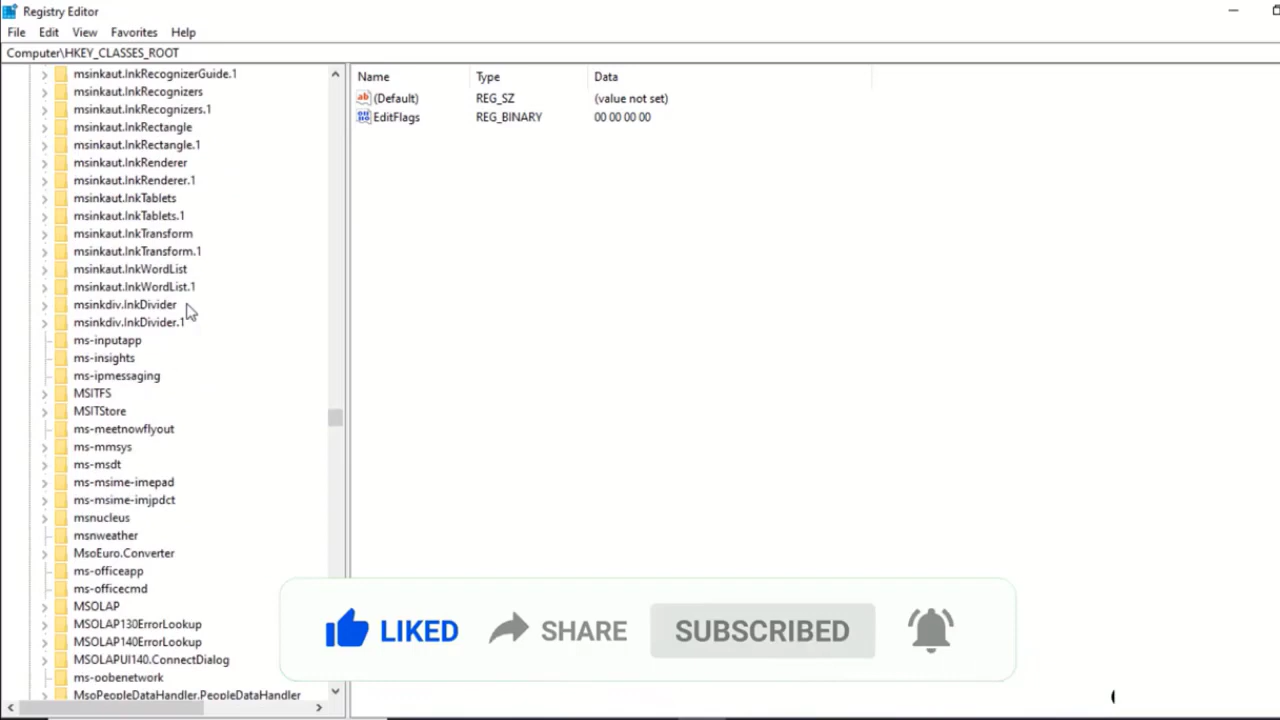 Registry Editor
File Edit View Favorites Help
Computer\HKEY_CLASSES_ROOT
msinkaut.InkRecognizerGuide.1
msinkaut.InkRecognizers
msinkaut.InkRecognizers.1
msinkaut.InkRectangle
msinkaut.InkRectangle.1
msinkaut.InkRenderer
msinkaut.InkRenderer.1
msinkaut.InkTablets
msinkaut.InkTablets.1
msinkaut.InkTransform
msinkaut.InkTransform.1
msinkaut.InkWordList
msinkaut.InkWordList.1
msinkdiv.InkDivider
msinkdiv.InkDivider.1
ms-inputapp
ms-insights
ms-ipmessaging
MSITFS
MSITStore
ms-meetnowflyout
ms-mmsys
ms-msdt
ms-msime-imepad
ms-msime-imjpdct
msnucleus
msnweather
MsoEuro.Converter
ms-officeapp
ms-officecmd
MSOLAP
MSOLAP130ErrorLookup
MSOLAP140ErrorLookup
MSOLAPUI140.ConnectDialog
ms-oobenetwork
MsoPeopleDataHandler.PeopleDataHandler
Name Type Data
(Default) REG_SZ (value not set)
EditFlags REG_BINARY 00 00 00 00
LIKED SHARE SUBSCRIBED